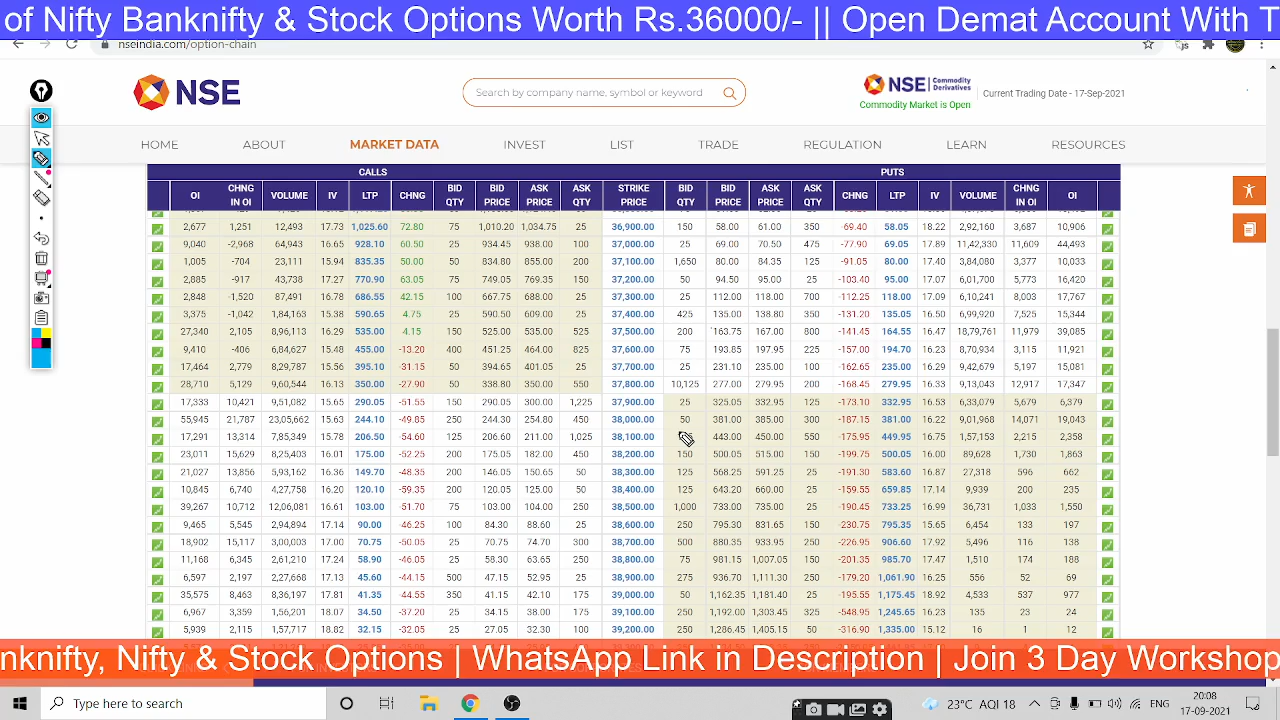 of Nifty Banknifty & Stock Options Worth Rs.36000/- || Open Demat Account With T
nseindia.com/option-chain
NSE
Search by company name, symbol or keyword
NSE Commodity Derivatives
Commodity Market is Open
Current Trading Date - 17-Sep-2021
HOME ABOUT MARKET DATA INVEST LIST TRADE REGULATION LEARN RESOURCES
CALLS PUTS
OI CHNG IN OI VOLUME IV LTP CHNG BID QTY BID PRICE ASK PRICE ASK QTY STRIKE PRICE BID QTY BID PRICE ASK PRICE ASK QTY CHNG LTP IV VOLUME CHNG IN OI OI
2,677 1,251 12,493 17.73 1,025.60 72.80 75 1,010.20 1,034.75 25 36,900.00 150 58.00 61.00 350 -69.40 58.05 18.22 2,92,160 3,687 10,906
9,040 -2,968 64,943 16.65 928.10 60.50 25 934.45 938.00 100 37,000.00 25 69.00 70.50 475 -77.90 69.05 17.89 11,42,330 11,609 44,493
1,005 -704 23,111 15.94 835.35 50.00 50 834.80 855.00 200 37,100.00 1,650 80.00 84.35 125 -91.05 80.00 17.40 3,84,080 3,377 10,033
2,885 -917 43,738 17.27 770.90 63.05 75 749.05 769.35 150 37,200.00 50 94.50 95.00 25 -103.40 95.00 17.27 6,01,700 5,773 16,420
2,848 -1,520 87,491 16.78 686.55 42.15 100 667.75 688.00 25 37,300.00 25 112.00 118.00 700 -112.25 118.00 17.09 6,10,241 8,003 17,767
3,375 -1,042 1,84,163 15.38 590.65 4.75 25 590.50 609.00 25 37,400.00 425 135.00 138.80 350 -131.20 135.05 16.50 6,99,920 7,525 15,344
27,340 2,105 8,96,113 16.29 535.00 4.15 150 525.00 535.00 525 37,500.00 200 163.75 167.00 800 -141.45 164.55 16.47 18,79,761 11,979 39,085
9,410 -406 6,84,627 15.48 455.00 -13.20 400 451.25 464.00 825 37,600.00 75 193.85 197.95 225 -157.00 194.70 16.23 8,70,934 3,115 11,921
17,464 2,779 8,29,787 15.56 395.10 -31.15 50 394.60 401.05 25 37,700.00 25 231.10 235.00 100 -162.65 235.00 16.29 9,42,679 5,197 15,081
28,710 5,129 9,60,544 16.13 350.00 -27.90 50 338.80 350.00 550 37,800.00 10,125 277.00 279.95 200 -168.45 279.95 16.33 9,13,043 12,917 17,347
17,333 10,421 9,51,082 15.65 290.05 -51.55 150 290.05 300.00 1,225 37,900.00 25 325.05 332.95 125 -173.10 332.95 16.53 6,33,079 5,679 6,379
55,945 21,787 23,05,662 15.63 244.10 -49.85 250 244.30 254.80 450 38,000.00 50 381.00 385.00 300 -187.15 381.00 16.22 9,01,968 14,071 19,043
17,291 13,314 7,85,349 15.78 206.50 -54.60 125 206.60 211.00 1,025 38,100.00 443.00 450.00 550 -175.95 449.95 16.75 1,57,153 2,215 2,358
23,011 15,629 8,25,403 16.01 175.00 -52.25 200 175.05 182.00 450 38,200.00 150 500.05 515.00 150 -199.75 500.05 16.00 89,628 1,730 1,863
21,027 13,856 5,93,162 16.36 149.70 -48.35 200 146.05 150.65 50 38,300.00 125 568.25 591.25 25 -191.30 583.60 16.87 27,318 596 662
10,845 6,740 4,27,758 16.20 120.10 -59.35 200 120.05 125.00 50 38,400.00 125 643.20 660.00 25 -159.55 659.85 17.14 9,939 200 235
39,267 10,712 12,06,081 16.61 103.00 -51.70 75 103.00 104.00 250 38,500.00 1,000 733.00 735.00 25 -190.45 733.25 16.99 36,731 1,033 1,550
9,465 5,545 2,94,894 17.14 90.00 -46.25 100 84.30 88.60 25 38,600.00 250 795.30 831.65 150 -230.75 795.35 15.65 6,454 133 197
18,902 15,117 3,00,003 17.00 70.75 -50.05 25 70.75 74.70 300 38,700.00 500 880.35 933.95 250 -226.95 906.60 17.92 5,496 116 138
11,168 6,435 2,61,210 17.24 58.90 -46.05 25 58.30 63.65 250 38,800.00 75 981.15 1,007.05 150 -201.35 985.70 17.47 1,510 174 188
6,597 2,197 2,27,668 17.13 45.60 -44.15 500 47.15 52.95 25 38,900.00 275 936.70 1,111.30 250 -179.20 1,061.90 16.25 556 52 69
35,575 8,463 8,36,197 17.81 41.35 350 41.15 42.10 175 39,000.00 50 1,162.35 1,181.40 25 -195.55 1,175.45 18.92 4,533 537 977
6,967 3,359 1,56,201 18.07 34.50 -37.20 25 34.15 38.00 175 39,100.00 250 1,192.00 1,303.45 325 -548.95 1,245.65 16.13 135 23 24
5,939 2,115 1,57,717 18.82 32.15 -32.05 25 27.05 32.30 100 39,200.00 250 1,286.45 1,405.15 50 -316.90 1,335.00 15.12 16 1 12
nknifty, Nifty & Stock Options | WhatsApp Link in Description | Join 3 Day Workshop
Type here to search
23°C AQI 18
ENG
20:08
17-09-2021